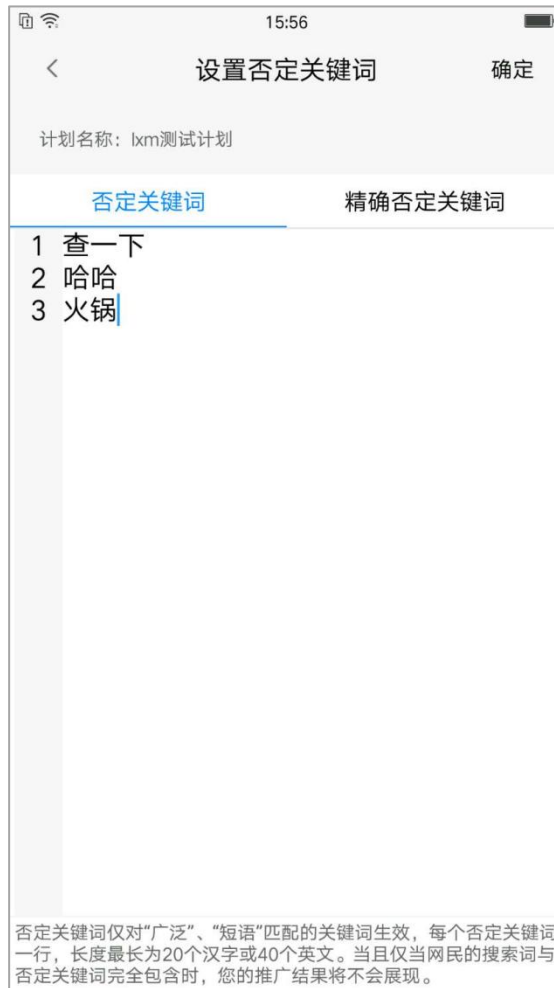 15:56
设置否定关键词 确定
计划名称：lxm测试计划
否定关键词 精确否定关键词
1 查一下
2 哈哈
3 火锅
否定关键词仅对“广泛”、“短语”匹配的关键词生效，每个否定关键词
一行，长度最长为20个汉字或40个英文。当且仅当网民的搜索词与
否定关键词完全包含时，您的推广结果将不会展现。